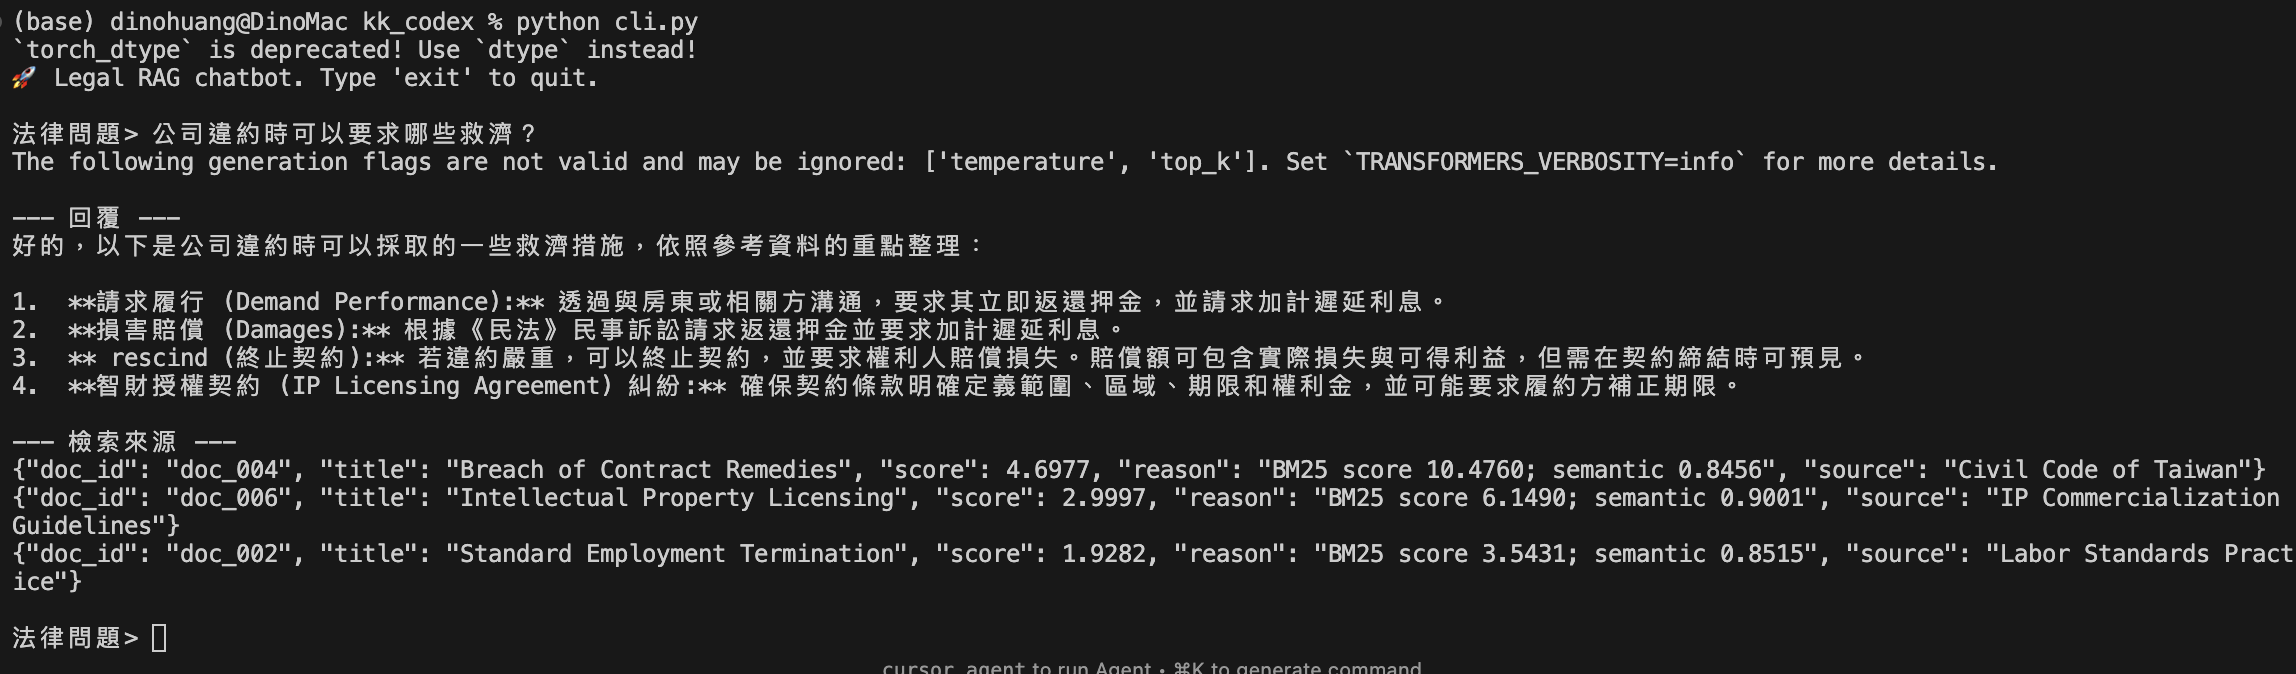 (base) dinohuang@DinoMac kk_codex % python cli.py
`torch_dtype` is deprecated! Use `dtype` instead!
🚀 Legal RAG chatbot. Type 'exit' to quit.
法律問題> 公司違約時可以要求哪些救濟？
The following generation flags are not valid and may be ignored: ['temperature', 'top_k']. Set `TRANSFORMERS_VERBOSITY=info` for more details.
--- 回覆 ---
好的，以下是公司違約時可以採取的一些救濟措施，依照參考資料的重點整理：
1.  **請求履行 (Demand Performance):** 透過與房東或相關方溝通，要求其立即返還押金，並請求加計遲延利息。
2.  **損害賠償 (Damages):** 根據《民法》民事訴訟請求返還押金並要求加計遲延利息。
3.  ** rescind (終止契約):** 若違約嚴重，可以終止契約，並要求權利人賠償損失。賠償額可包含實際損失與可得利益，但需在契約締結時可預見。
4.  **智財授權契約 (IP Licensing Agreement) 糾紛:** 確保契約條款明確定義範圍、區域、期限和權利金，並可能要求履約方補正期限。
--- 檢索來源 ---
{"doc_id": "doc_004", "title": "Breach of Contract Remedies", "score": 4.6977, "reason": "BM25 score 10.4760; semantic 0.8456", "source": "Civil Code of Taiwan"}
{"doc_id": "doc_006", "title": "Intellectual Property Licensing", "score": 2.9997, "reason": "BM25 score 6.1490; semantic 0.9001", "source": "IP Commercialization
Guidelines"}
{"doc_id": "doc_002", "title": "Standard Employment Termination", "score": 1.9282, "reason": "BM25 score 3.5431; semantic 0.8515", "source": "Labor Standards Pract
ice"}
法律問題>
cursor agent to run Agent • ⌘K to generate command